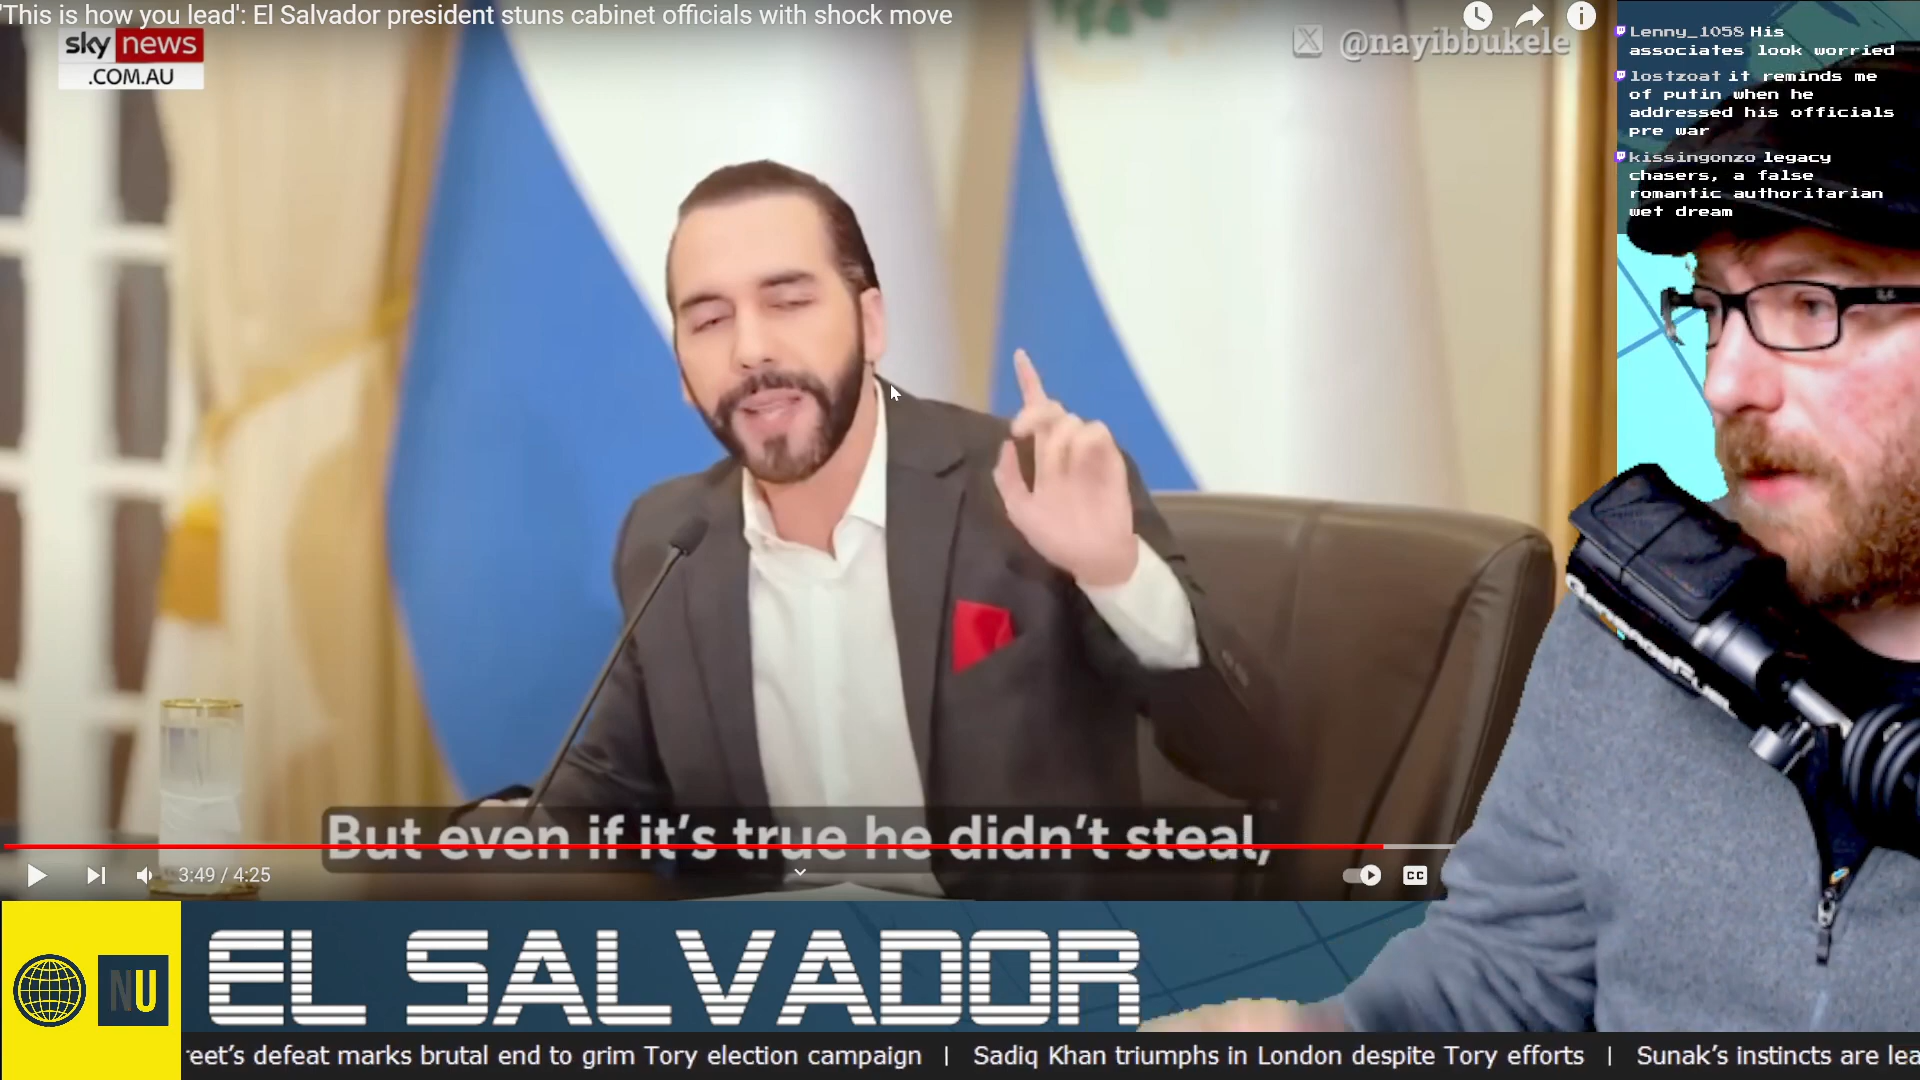 'This is how you lead': El Salvador president stuns cabinet officials with shock move
sky news
.COM.AU
@nayibbukele
Lenny_1058 His
associates look worried
lostzoat it reminds me
of putin when he
addressed his officials
pre war
kissingonzo legacy
chasers, a false
romantic authoritarian
wet dream
But even if it's true he didn't steal,
3:49 / 4:25
CC
NU
EL SALVADOR
reet's defeat marks brutal end to grim Tory election campaign | Sadiq Khan triumphs in London despite Tory efforts | Sunak's instincts are lea